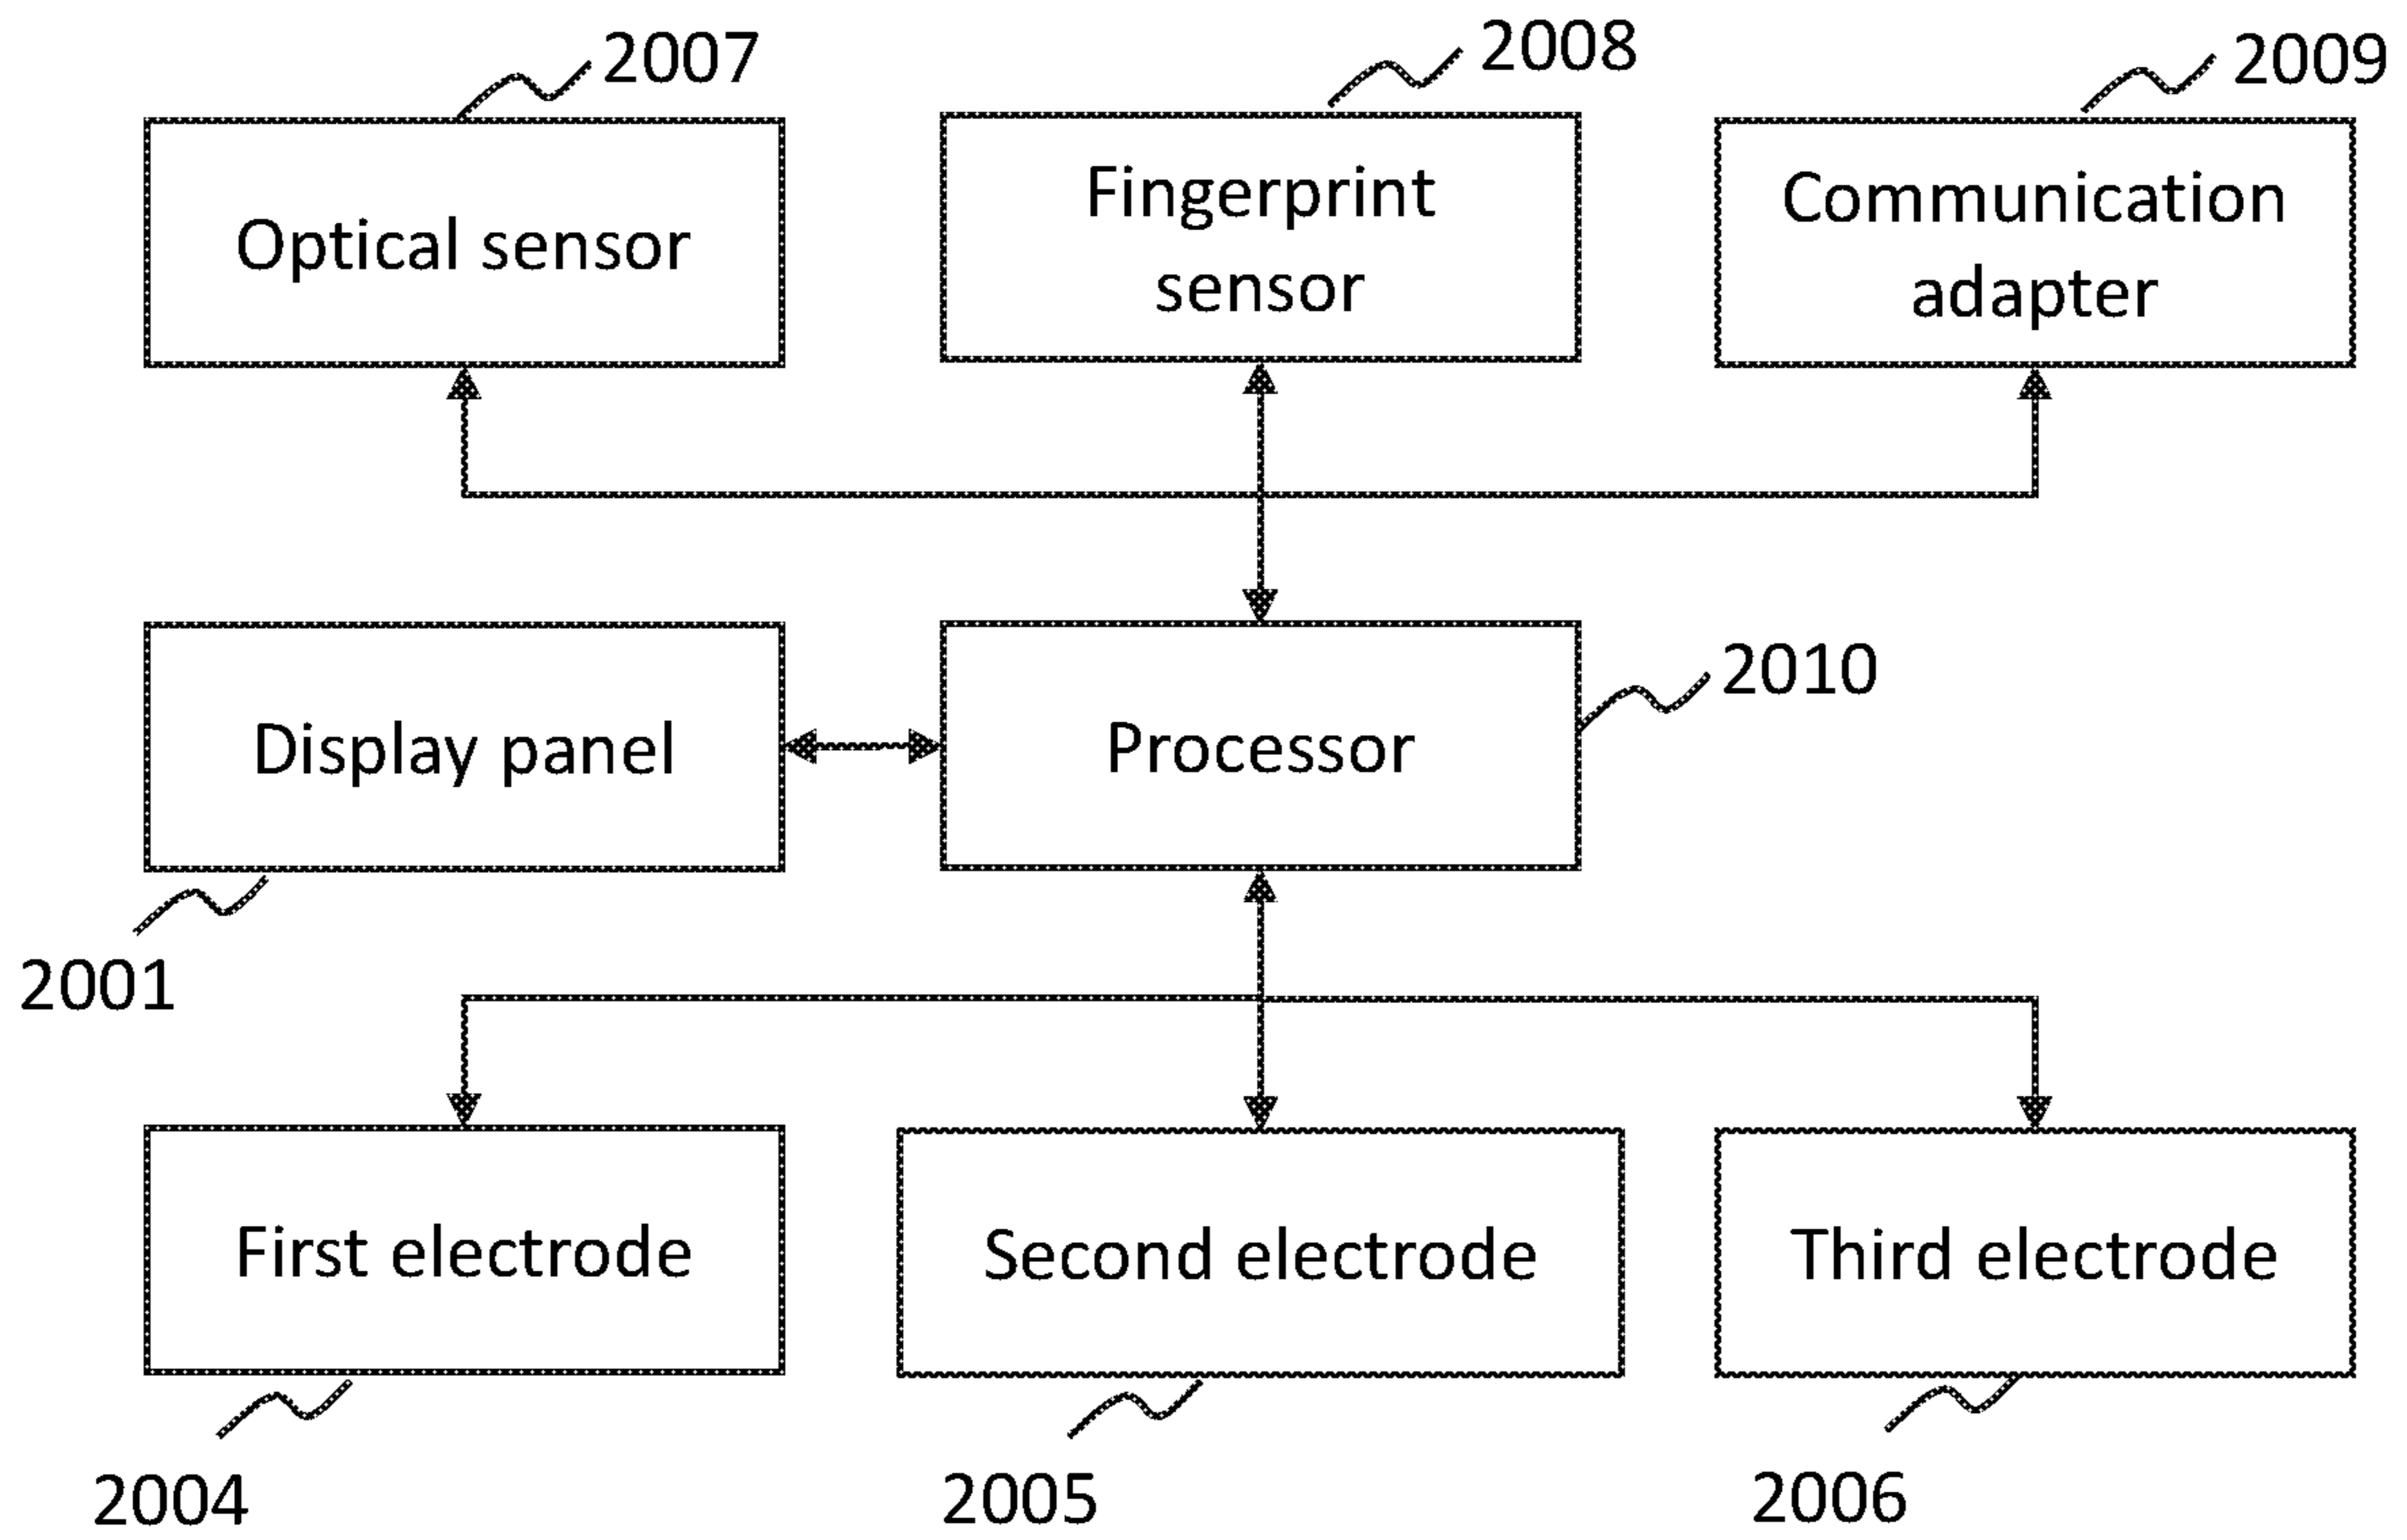 2007
2008
2009
Optical sensor
Fingerprint
sensor
Communication
adapter
Display panel
Processor
2010
2001
First electrode
Second electrode
Third electrode
2004
2005
2006